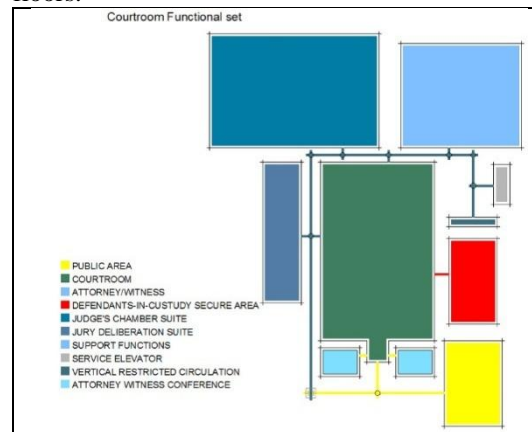 Courtroom Functional set
PUBLIC AREA
COURTROOM
ATTORNEY/WITNESS
DEFENDANTS-IN-CUSTUDY SECURE AREA
JUDGE'S CHAMBER SUITE
JURY DELIBERATION SUITE
SUPPORT FUNCTIONS
SERVICE ELEVATOR
VERTICAL RESTRICTED CIRCULATION
ATTORNEY WITNESS CONFERENCE